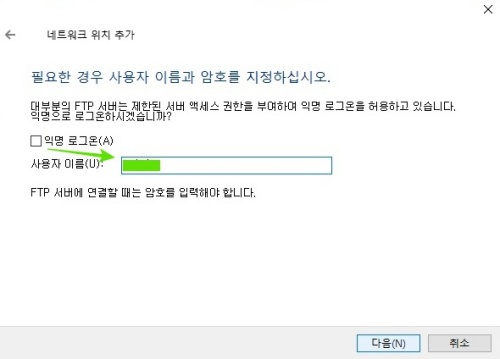 네트워크 위치 추가
필요한 경우 사용자 이름과 암호를 지정하십시오.
대부분의 FTP 서버는 제한된 서버 액세스 권한을 부여하여 익명 로그온을 허용하고 있습니다.
익명으로 로그온하시겠습니까?
익명 로그온(A)
사용자 이름(U):
FTP 서버에 연결할 때는 암호를 입력해야 합니다.
다음(N)
취소